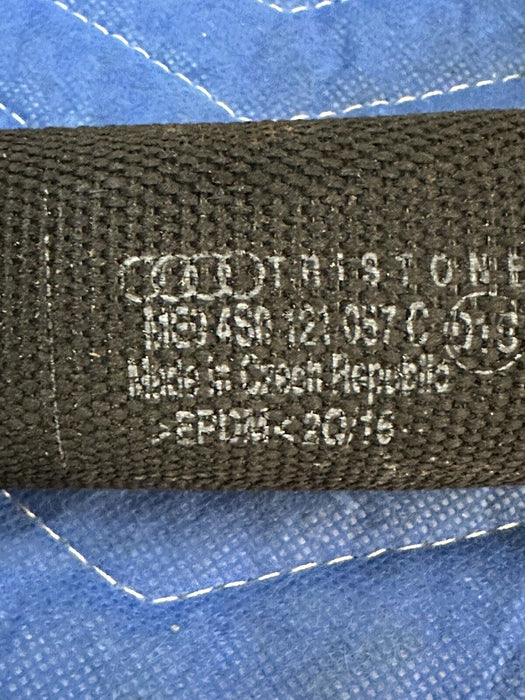 TRISTONE
4S0 121 057 C
Made in Czech Republic
>EPDM< 20/16